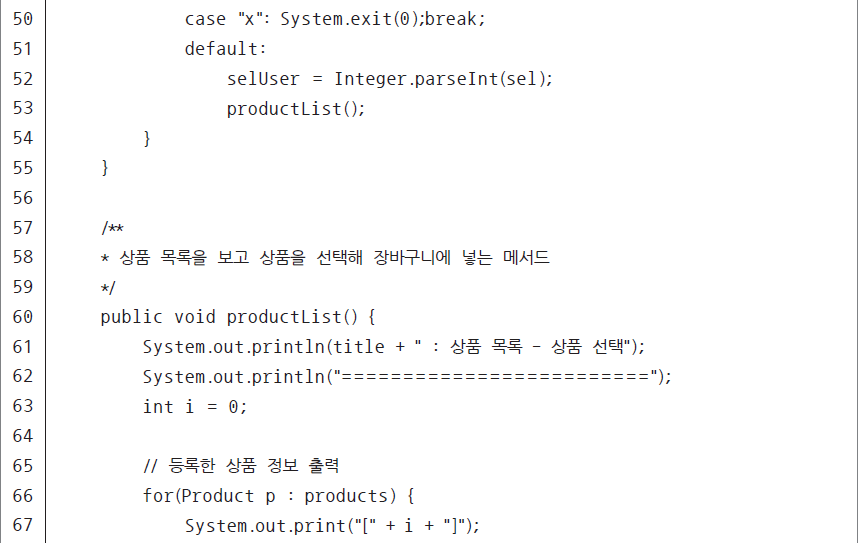 50 case "x": System.exit(0);break;
51 default:
52 selUser = Integer.parseInt(sel);
53 productList();
54 }
55 }
56
57 /**
58 * 상품 목록을 보고 상품을 선택해 장바구니에 넣는 메서드
59 */
60 public void productList() {
61 System.out.println(title + " : 상품 목록 - 상품 선택");
62 System.out.println("=========================");
63 int i = 0;
64
65 // 등록한 상품 정보 출력
66 for(Product p : products) {
67 System.out.print("[" + i + "]");